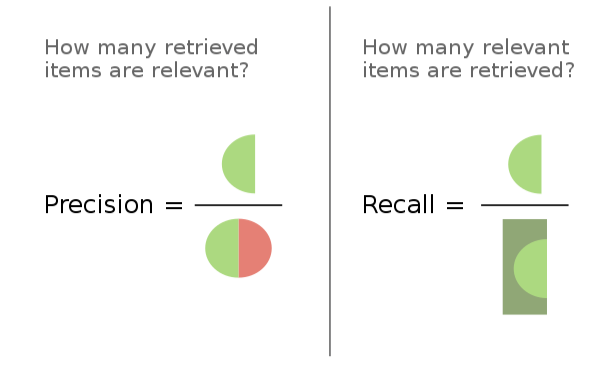 How many retrieved
items are relevant?
Precision =
How many relevant
items are retrieved?
Recall =